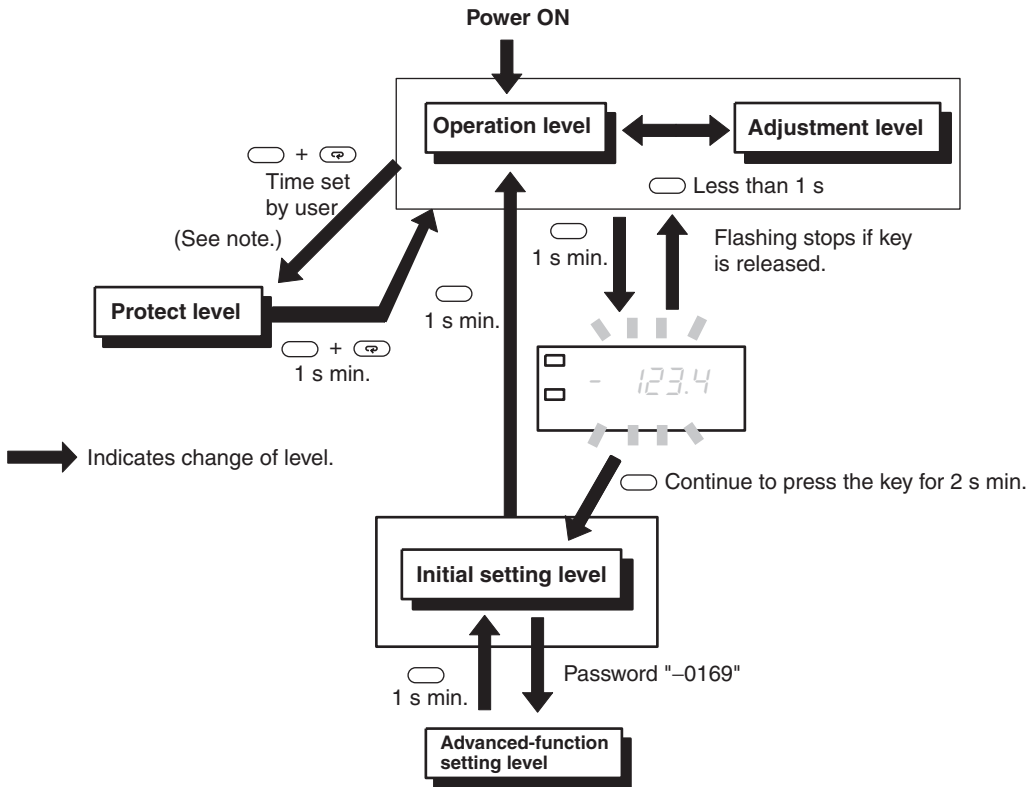 Power ON
Operation level
Adjustment level
+
Time set
by user
(See note.)
Less than 1 s
1 s min.
Flashing stops if key
is released.
Protect level
1 s min.
+
1 s min.
- 123.4
Indicates change of level.
Continue to press the key for 2 s min.
Initial setting level
1 s min.
Password "–0169"
Advanced-function
setting level